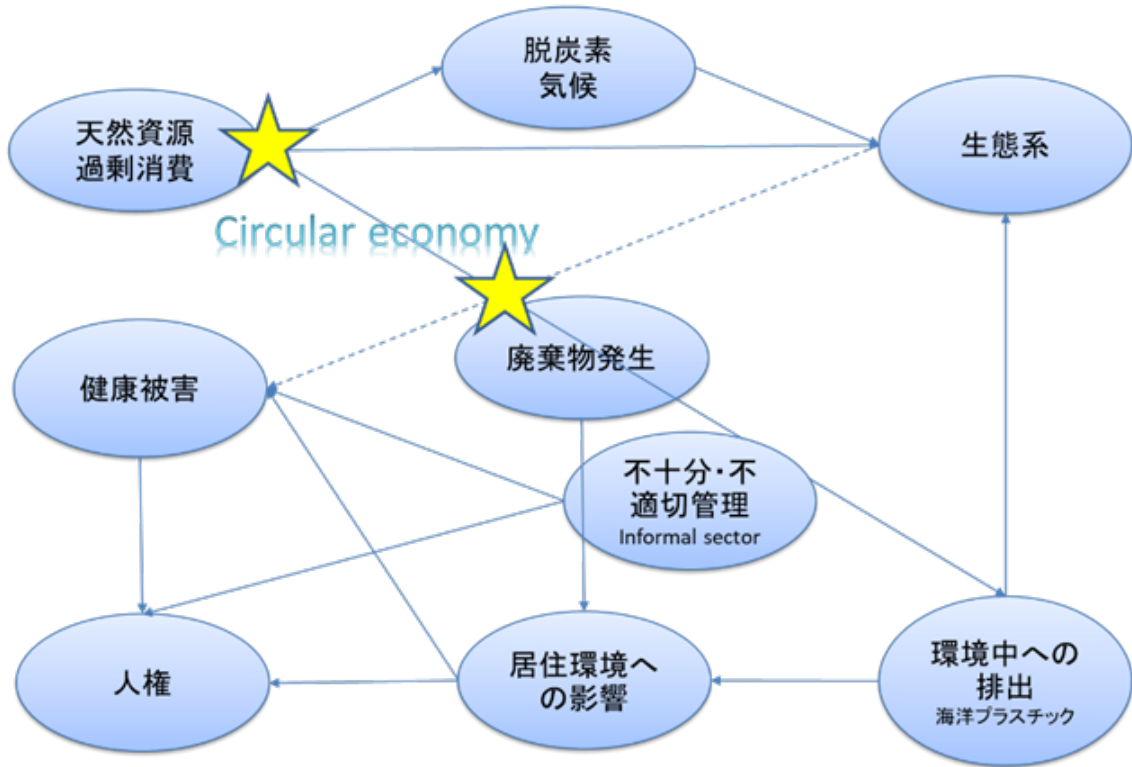 脱炭素
気候
天然資源
過剰消費
生態系
Circular economy
廃棄物発生
健康被害
不十分・不
適切管理
Informal sector
人権
居住環境へ
の影響
環境中への
排出
海洋プラスチック